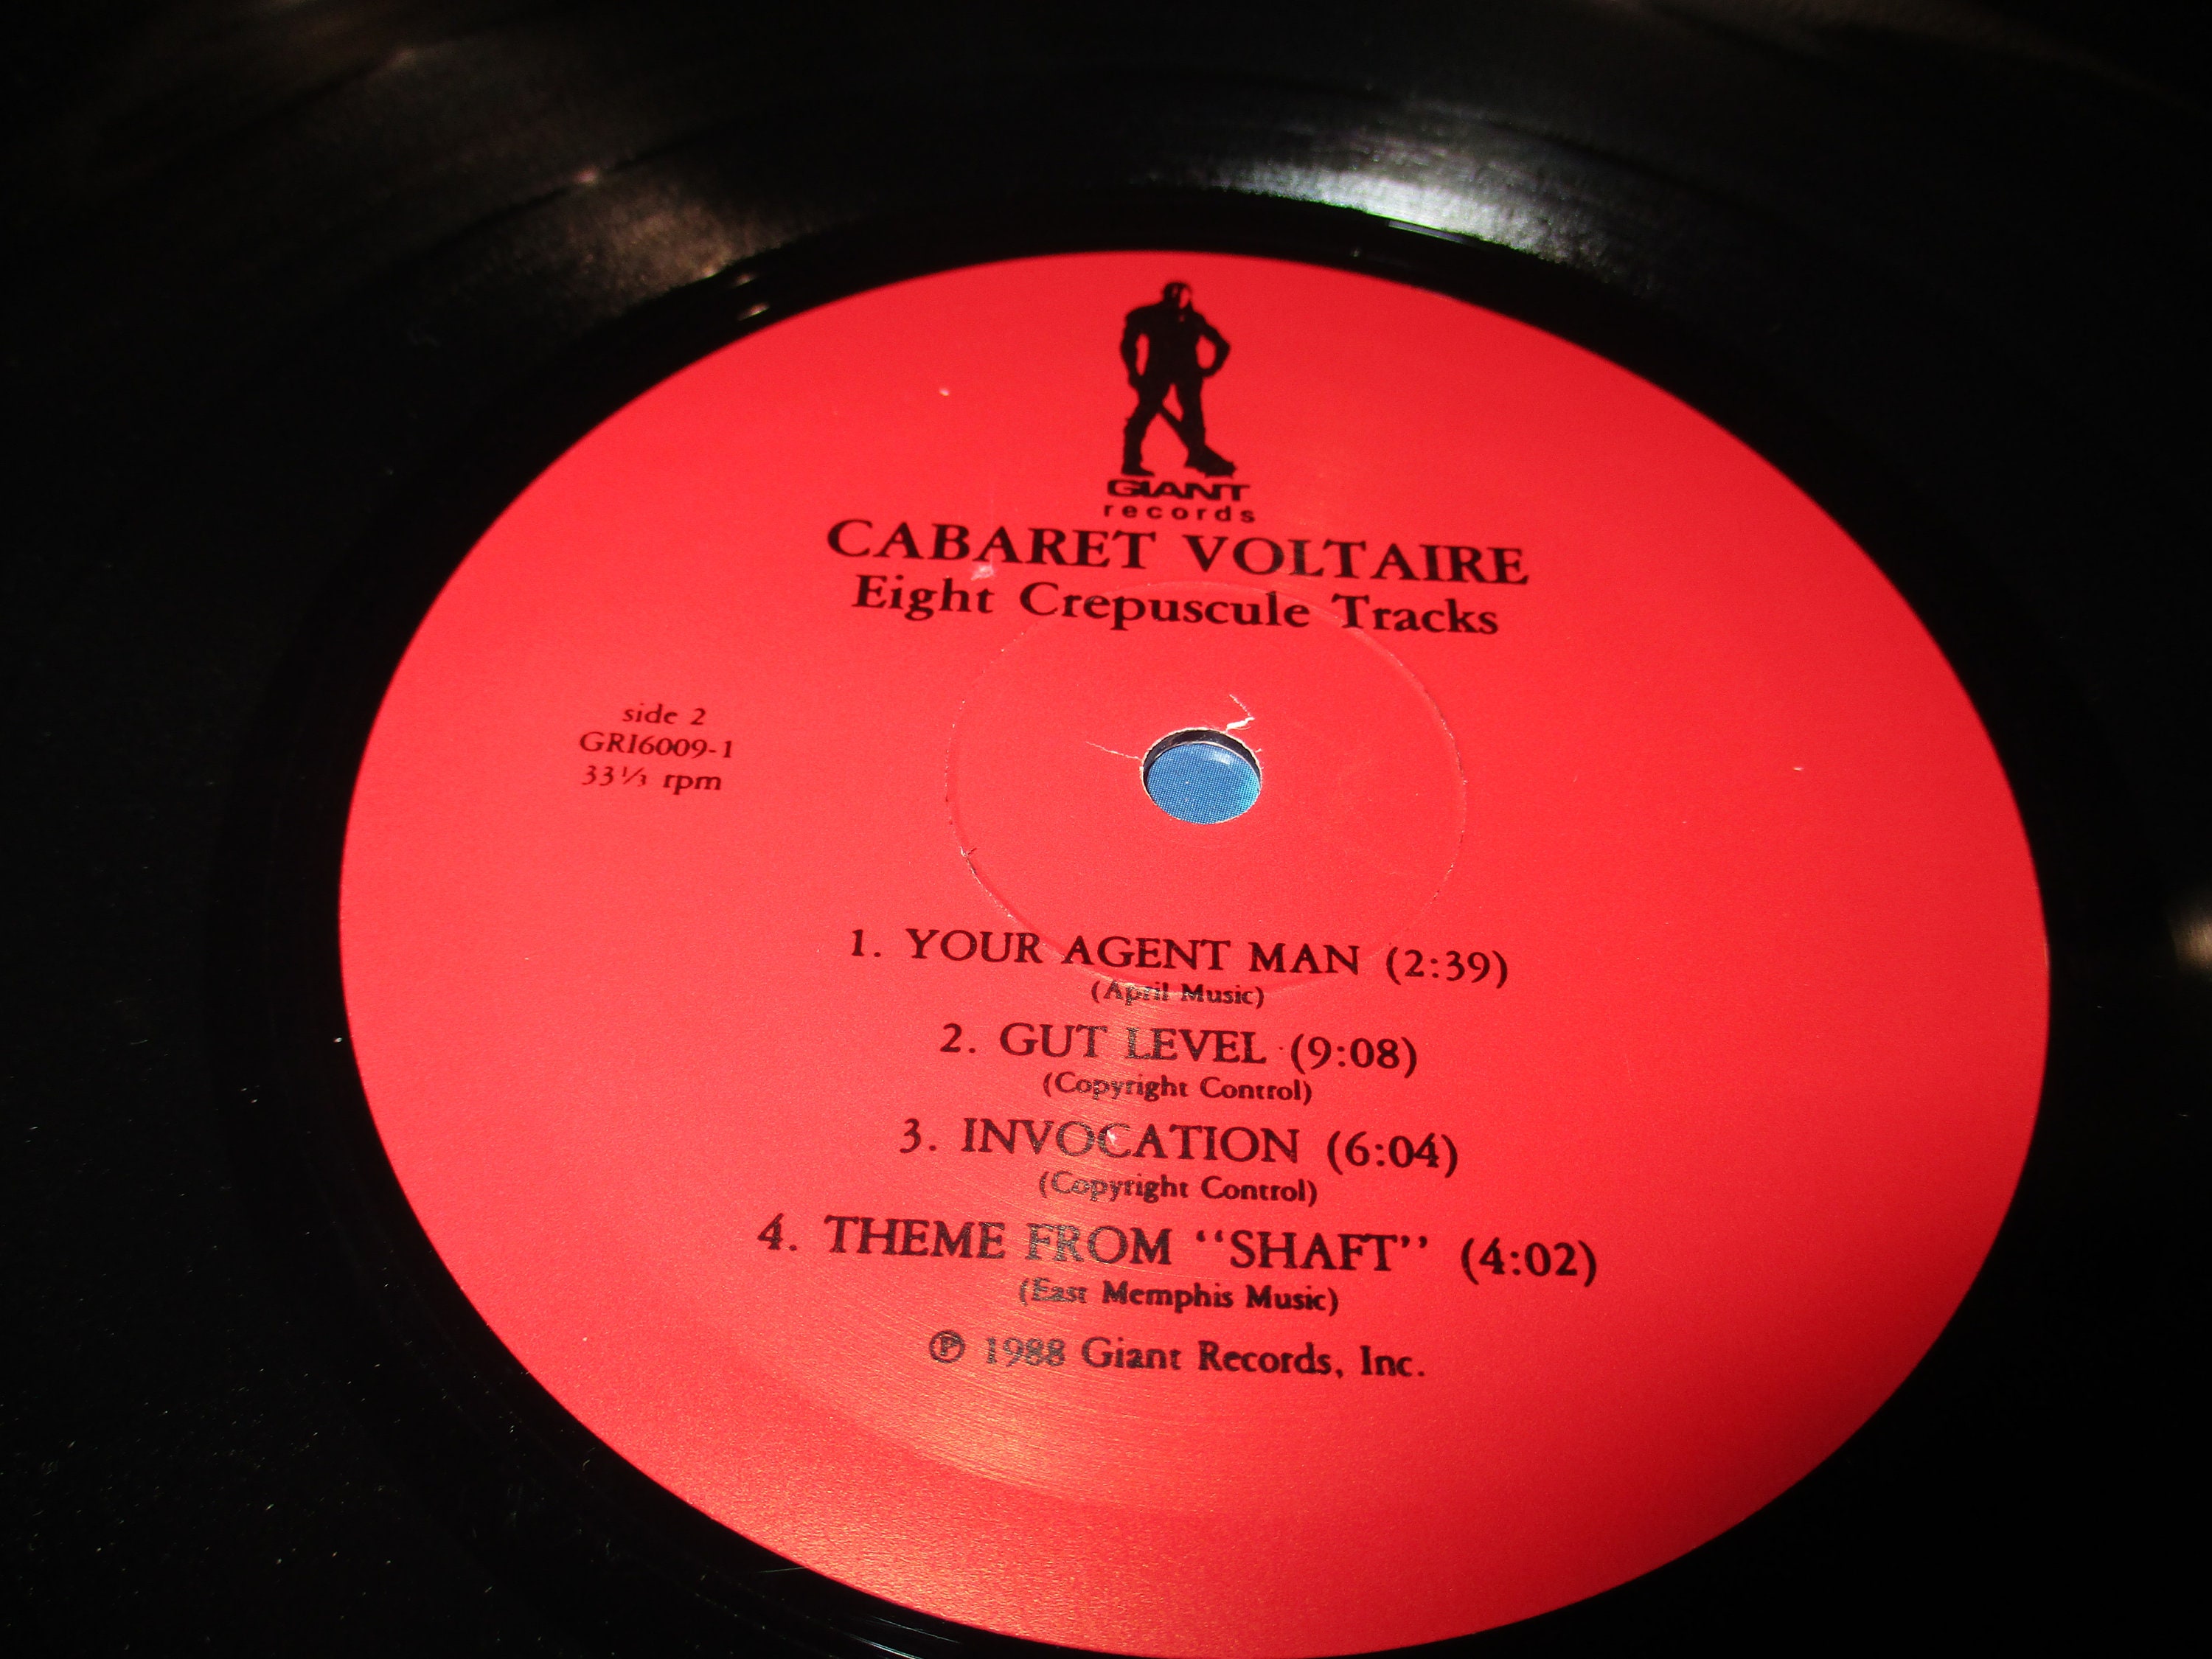 GIANT
records
CABARET VOLTAIRE
Eight Crepuscule Tracks
side 2
GRI6009-1
33⅓ rpm
1. YOUR AGENT MAN (2:39)
(April Music)
2. GUT LEVEL (9:08)
(Copyright Control)
3. INVOCATION (6:04)
(Copyright Control)
4. THEME FROM “SHAFT” (4:02)
(East Memphis Music)
℗ 1988 Giant Records, Inc.